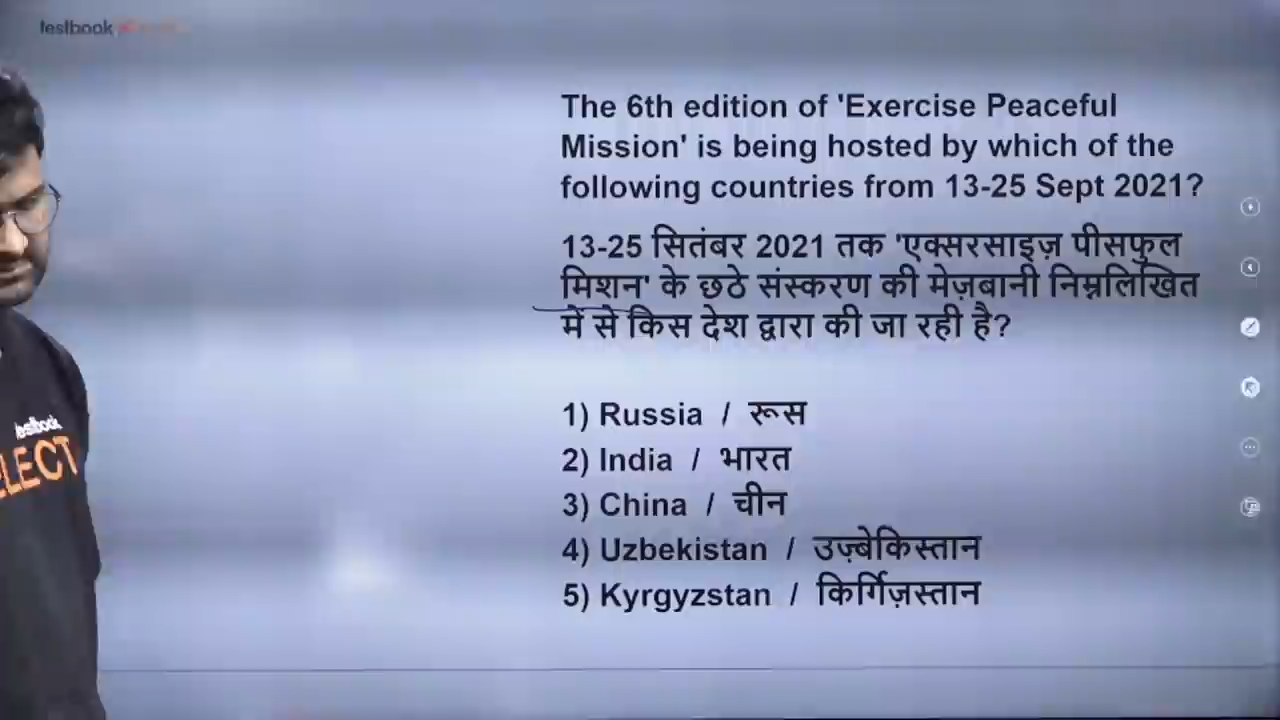 testbook
The 6th edition of 'Exercise Peaceful
Mission' is being hosted by which of the
following countries from 13-25 Sept 2021?
13-25 सितंबर 2021 तक 'एक्सरसाइज़ पीसफुल
मिशन' के छठे संस्करण की मेज़बानी निम्नलिखित
में से किस देश द्वारा की जा रही है?
1) Russia / रूस
2) India / भारत
3) China / चीन
4) Uzbekistan / उज़्बेकिस्तान
5) Kyrgyzstan / किर्गिज़स्तान
testbook
LECT